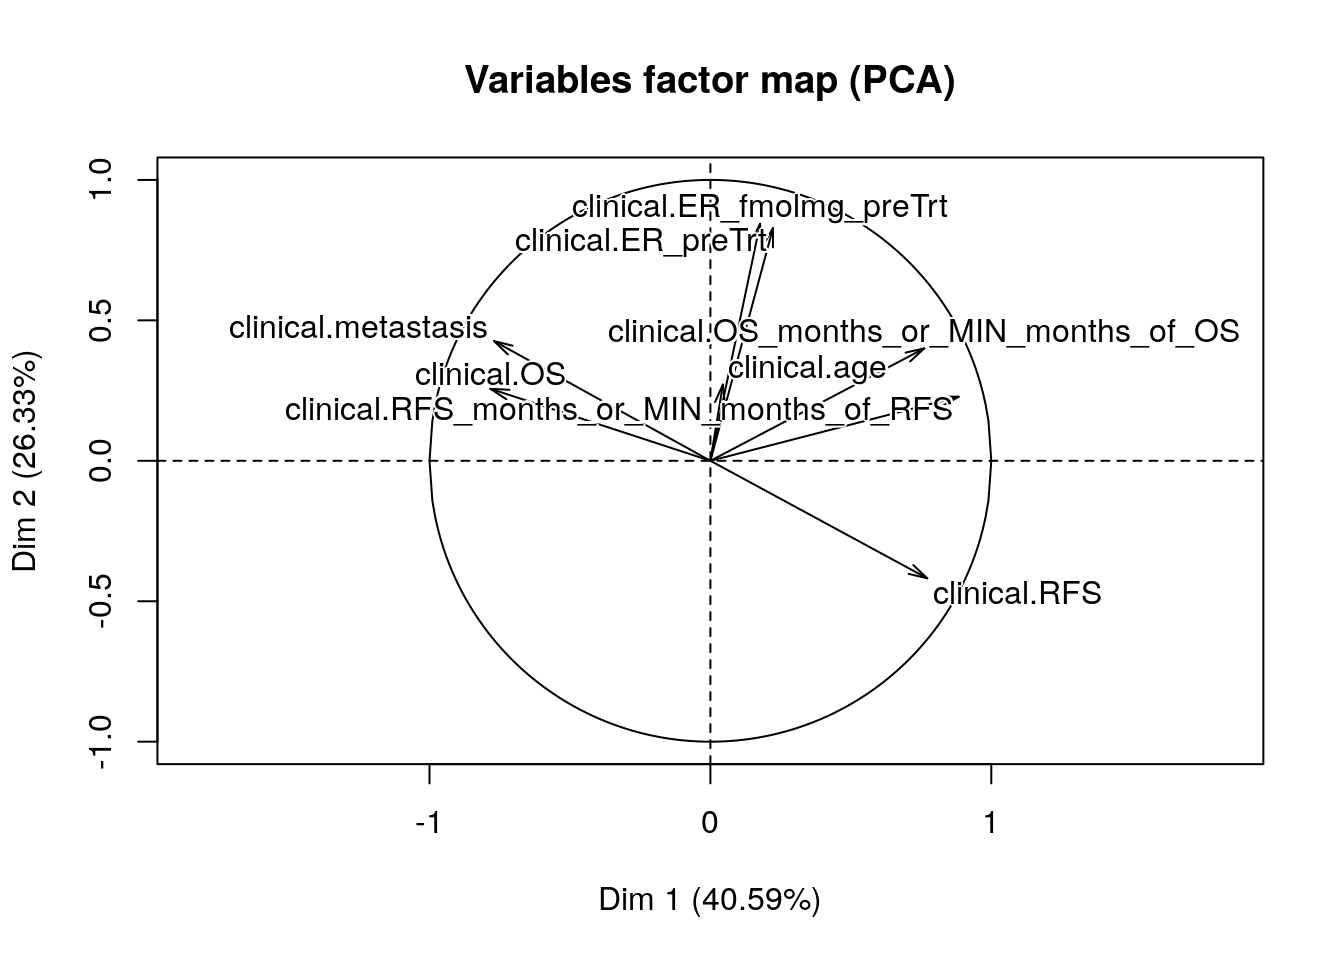 Variables factor map (PCA)
1.0
clinical.ER_fmolmg_preTrt
clinical.ER_preTrt
0.5
clinical.metastasis
clinical.OS_months_or_MIN_months_of_OS
clinical.age
clinical.OS
clinical.RFS_months_or_MIN_months_of_RFS
0.0
Dim 2 (26.33%)
-0.5
clinical.RFS
-1.0
-1
0
1
Dim 1 (40.59%)